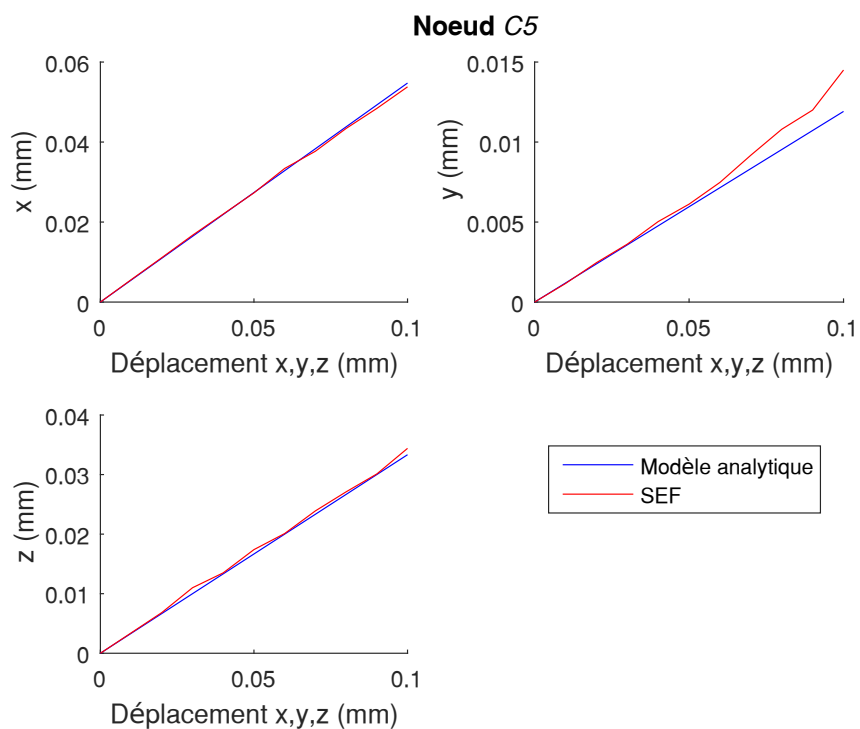 Noeud C5
0.06
0.04
0.02
0
x (mm)
0
0.05
0.1
Déplacement x,y,z (mm)
0.015
0.01
0.005
0
y (mm)
0
0.05
0.1
Déplacement x,y,z (mm)
0.04
0.03
0.02
0.01
0
z (mm)
0
0.05
0.1
Déplacement x,y,z (mm)
Modèle analytique
SEF